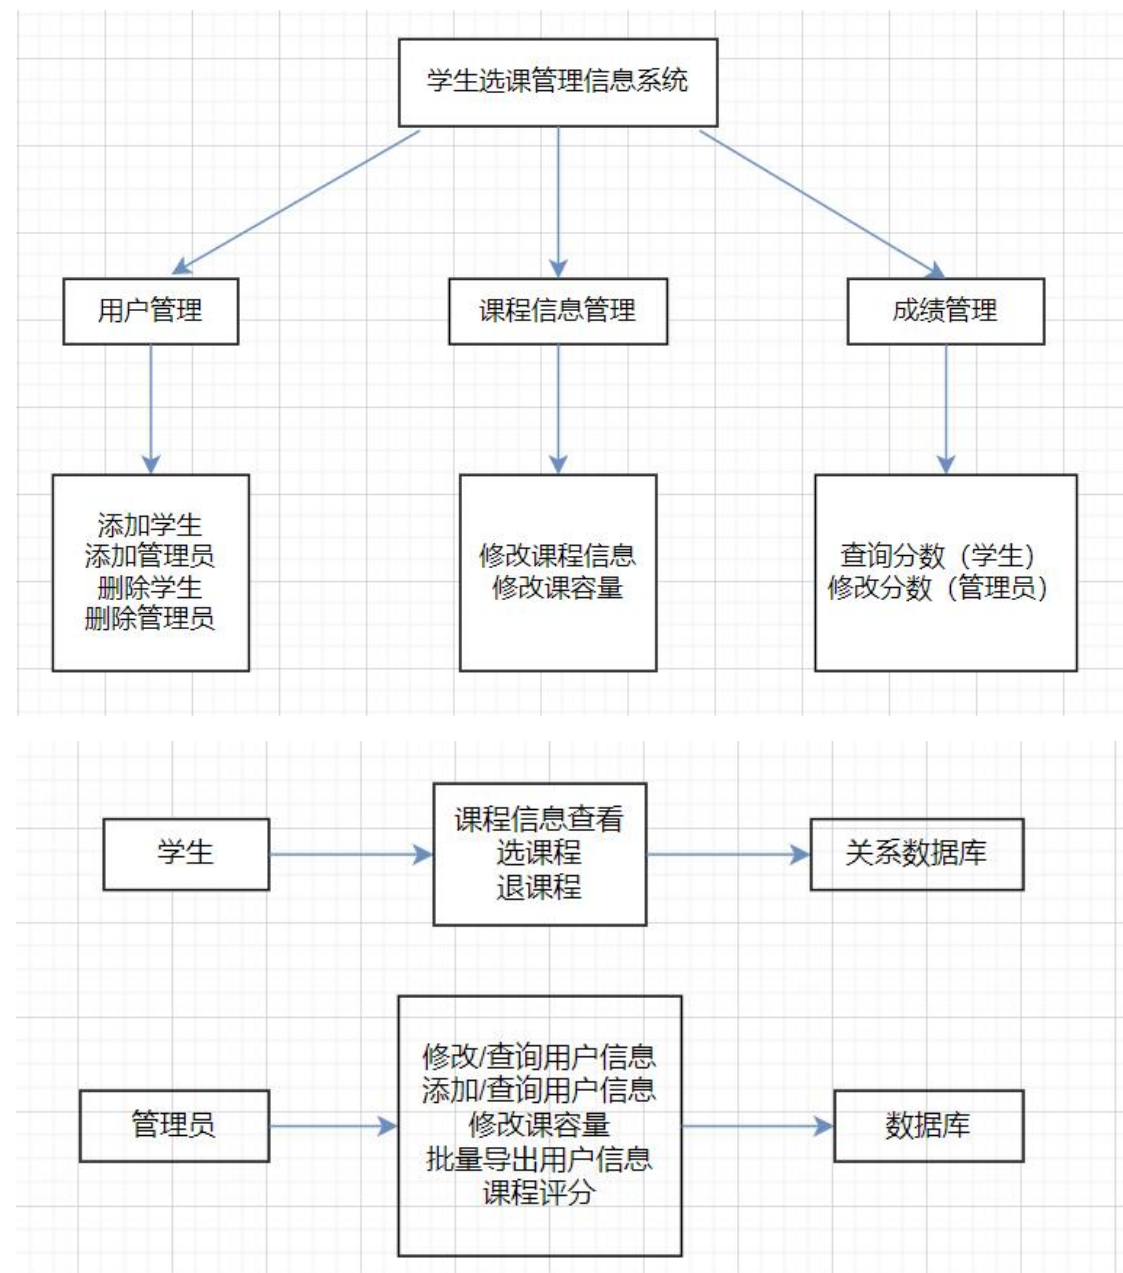 学生选课管理信息系统
用户管理
课程信息管理
成绩管理
添加学生
添加管理员
删除学生
删除管理员
修改课程信息
修改课容量
查询分数（学生）
修改分数（管理员）
学生
课程信息查看
选课程
退课程
关系数据库
管理员
修改/查询用户信息
添加/查询用户信息
修改课容量
批量导出用户信息
课程评分
数据库